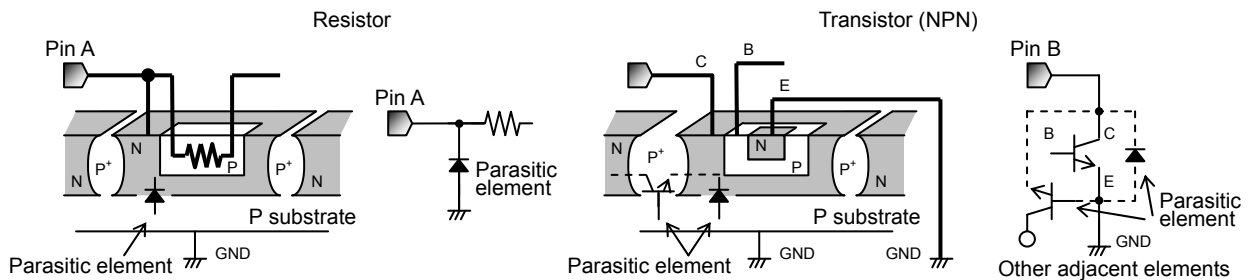 Resistor
Transistor (NPN)
Pin A
Pin B
B
C
E
Pin A
N
P+
N
P+
N
P
Parasitic
element
P substrate
GND
Parasitic element
N
P+
N
P
P+
N
P substrate
GND
GND
Parasitic element
B
C
E
Parasitic
element
GND
Other adjacent elements